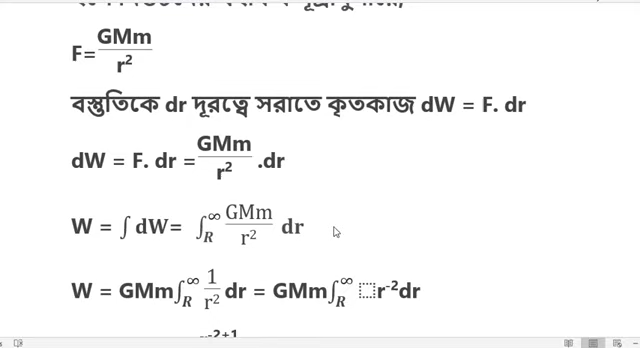 F=GMm/r²
বস্তুতিকে dr দূরত্বে সরাতে কৃতকাজ dW = F. dr
dW = F. dr =GMm/r² .dr
W = ∫ dW= ∫_R^∞ GMm/r² dr
W = GMm∫_R^∞ 1/r² dr = GMm∫_R^∞ ⬚r⁻²dr